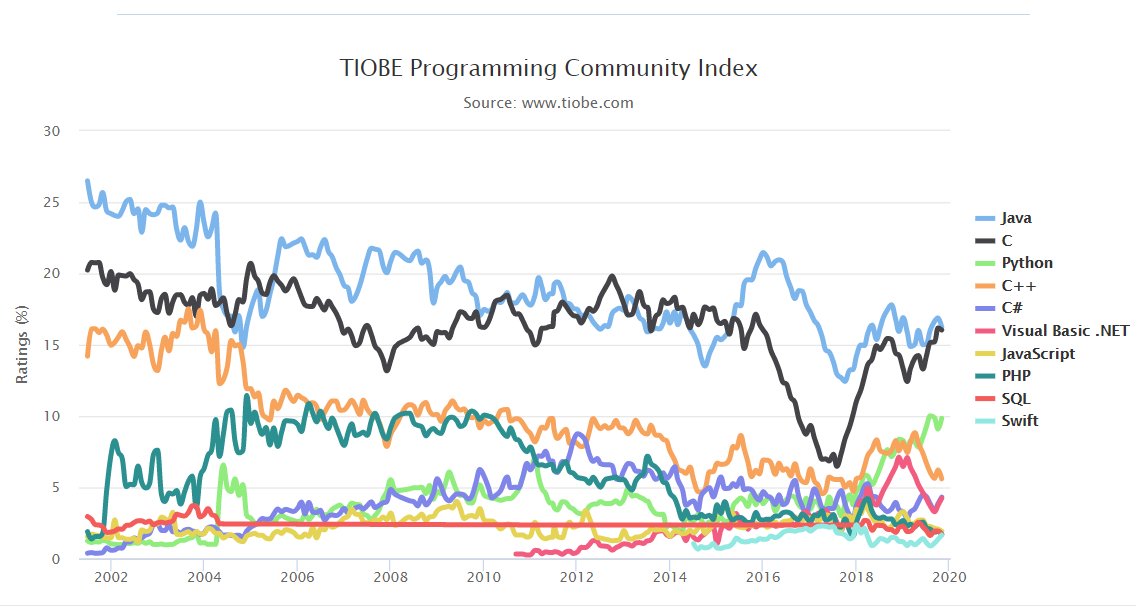 TIOBE Programming Community Index
Source: www.tiobe.com
Ratings (%)
30
25
20
15
10
5
0
2002 2004 2006 2008 2010 2012 2014 2016 2018 2020
Java
C
Python
C++
C#
Visual Basic .NET
JavaScript
PHP
SQL
Swift